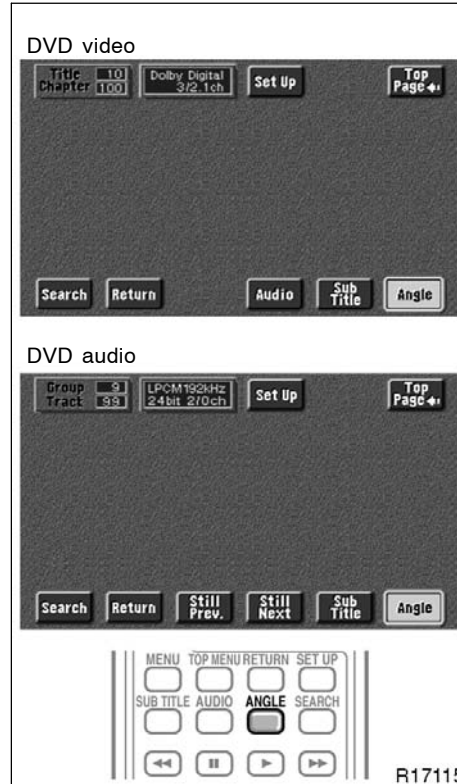 DVD video
Title 10 Dolby Digital Set Up Top
Chapter 100 3/2.1ch Page
Search Return Audio Sub Title Angle
DVD audio
Group 9 LPCM192kHz Set Up Top
Track 99 24bit 2/0ch Page
Search Return Still Prev. Still Next Sub Title Angle
MENU TOP MENU RETURN SET UP
SUB TITLE AUDIO ANGLE SEARCH
R17115